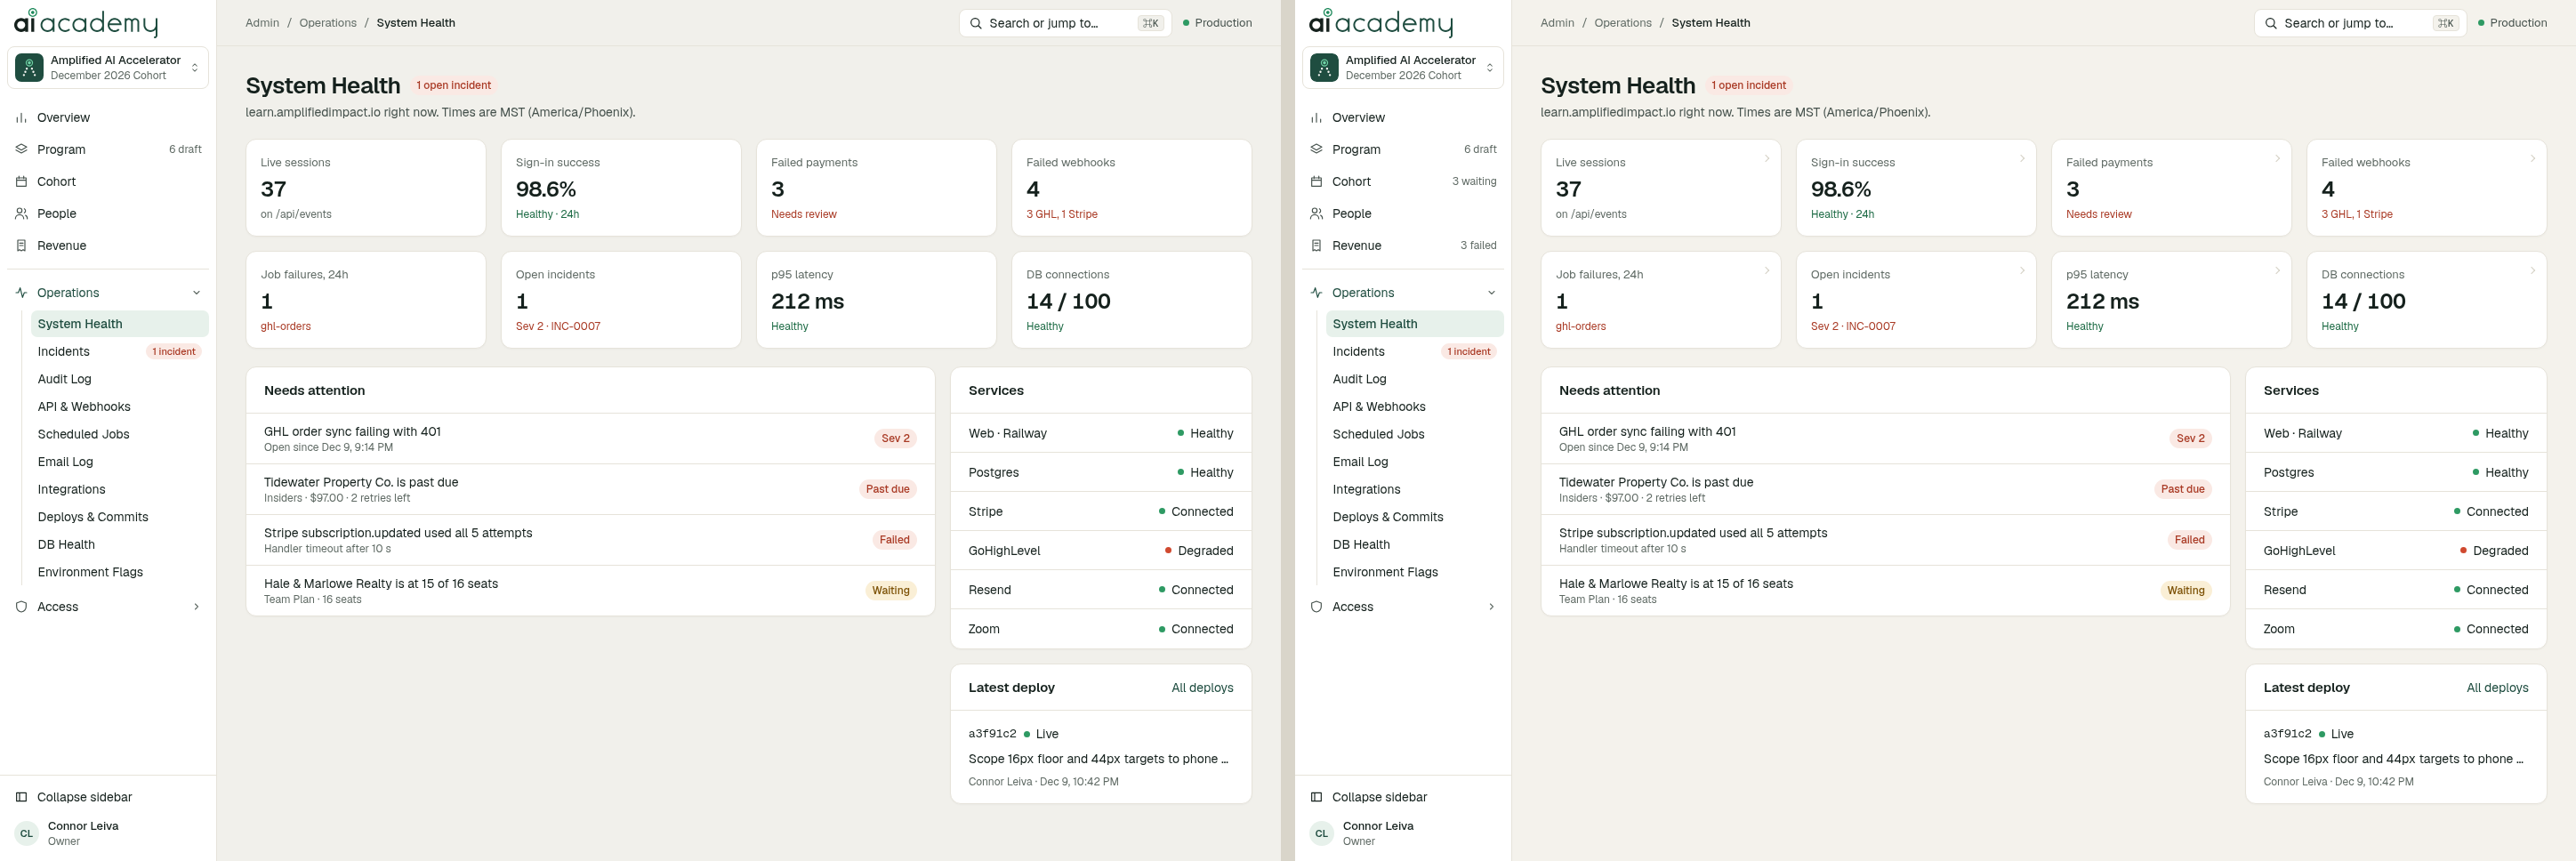 ai academy
Amplified AI Accelerator
December 2026 Cohort
Overview
Program 6 draft
Cohort
People
Revenue
Operations
System Health
Incidents 1 incident
Audit Log
API & Webhooks
Scheduled Jobs
Email Log
Integrations
Deploys & Commits
DB Health
Environment Flags
Access
Collapse sidebar
CL Connor Leiva
Owner
Admin / Operations / System Health
Search or jump to... ⌘K Production
System Health 1 open incident
learn.amplifiedimpact.io right now. Times are MST (America/Phoenix).
Live sessions
37
on /api/events
Sign-in success
98.6%
Healthy · 24h
Failed payments
3
Needs review
Failed webhooks
4
3 GHL, 1 Stripe
Job failures, 24h
1
ghl-orders
Open incidents
1
Sev 2 · INC-0007
p95 latency
212 ms
Healthy
DB connections
14 / 100
Healthy
Needs attention
GHL order sync failing with 401
Open since Dec 9, 9:14 PM
Sev 2
Tidewater Property Co. is past due
Insiders · $97.00 · 2 retries left
Past due
Stripe subscription.updated used all 5 attempts
Handler timeout after 10 s
Failed
Hale & Marlowe Realty is at 15 of 16 seats
Team Plan · 16 seats
Waiting
Services
Web · Railway Healthy
Postgres Healthy
Stripe Connected
GoHighLevel Degraded
Resend Connected
Zoom Connected
Latest deploy All deploys
a3f91c2 Live
Scope 16px floor and 44px targets to phone ...
Connor Leiva · Dec 9, 10:42 PM
ai academy
Amplified AI Accelerator
December 2026 Cohort
Overview
Program 6 draft
Cohort 3 waiting
People
Revenue 3 failed
Operations
System Health
Incidents 1 incident
Audit Log
API & Webhooks
Scheduled Jobs
Email Log
Integrations
Deploys & Commits
DB Health
Environment Flags
Access
Collapse sidebar
CL Connor Leiva
Owner
Admin / Operations / System Health
Search or jump to... ⌘K Production
System Health 1 open incident
learn.amplifiedimpact.io right now. Times are MST (America/Phoenix).
Live sessions
37
on /api/events
Sign-in success
98.6%
Healthy · 24h
Failed payments
3
Needs review
Failed webhooks
4
3 GHL, 1 Stripe
Job failures, 24h
1
ghl-orders
Open incidents
1
Sev 2 · INC-0007
p95 latency
212 ms
Healthy
DB connections
14 / 100
Healthy
Needs attention
GHL order sync failing with 401
Open since Dec 9, 9:14 PM
Sev 2
Tidewater Property Co. is past due
Insiders · $97.00 · 2 retries left
Past due
Stripe subscription.updated used all 5 attempts
Handler timeout after 10 s
Failed
Hale & Marlowe Realty is at 15 of 16 seats
Team Plan · 16 seats
Waiting
Services
Web · Railway Healthy
Postgres Healthy
Stripe Connected
GoHighLevel Degraded
Resend Connected
Zoom Connected
Latest deploy All deploys
a3f91c2 Live
Scope 16px floor and 44px targets to phone ...
Connor Leiva · Dec 9, 10:42 PM